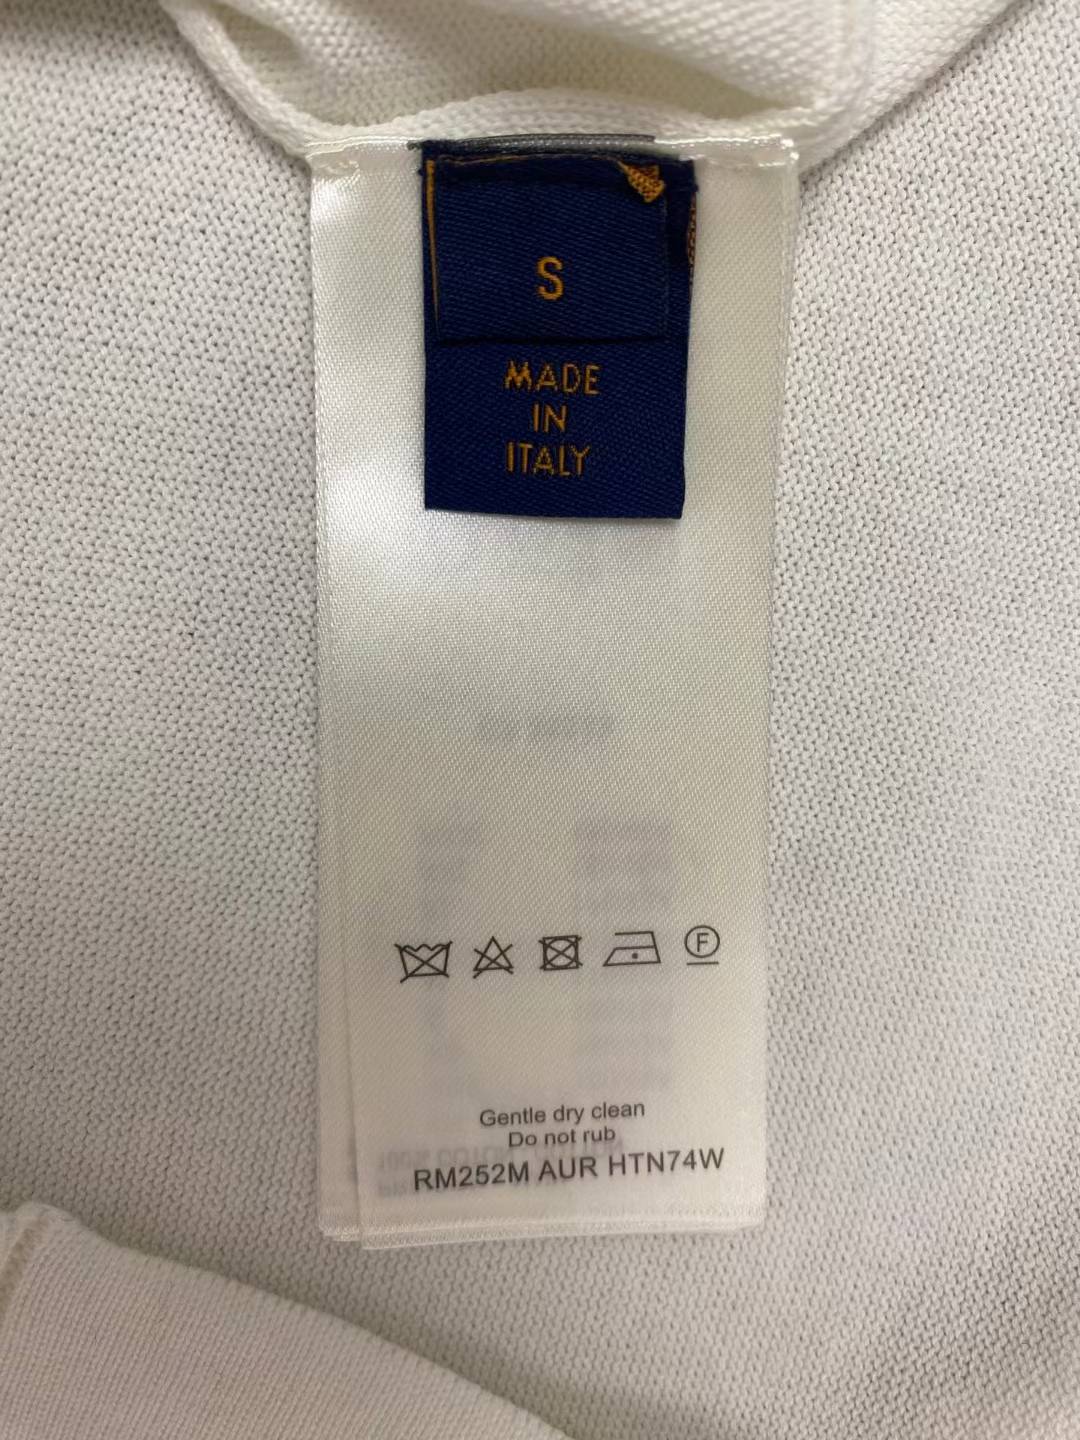 S
MADE
IN
ITALY
F
Gentle dry clean
Do not rub
RM252M AUR HTN74W